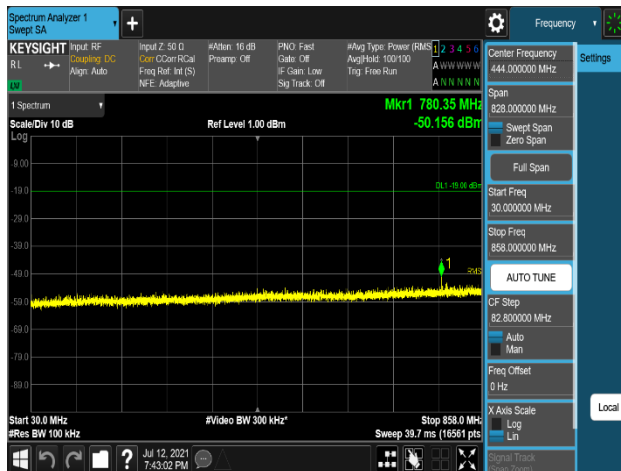 Spectrum Analyzer 1
Swept SA
+
Frequency
KEYSIGHT
RL
Input: RF
Coupling: DC
Align: Auto
Input Z: 50 Ω
Corr CCorr RCal
Freq Ref: Int (S)
NFE: Adaptive
#Atten: 16 dB
Preamp: Off
PNO: Fast
Gate: Off
IF Gain: Low
Sig Track: Off
#Avg Type: Power (RMS
Avg|Hold: 100/100
Trig: Free Run
1 2 3 4 5 6
A W W W W W
A N N N N N
1 Spectrum
Scale/Div 10 dB
Log
Ref Level 1.00 dBm
Mkr1 780.35 MHz
-50.156 dBm
-9.00
-19.0
-29.0
-39.0
-49.0
-59.0
-69.0
-79.0
-89.0
DL1 -19.00 dBm
1
RMS
Start 30.0 MHz
#Res BW 100 kHz
#Video BW 300 kHz*
Stop 858.0 MHz
Sweep 39.7 ms (16561 pts)
Jul 12, 2021
7:43:02 PM
?
Center Frequency
444.000000 MHz
Span
828.000000 MHz
Swept Span
Zero Span
Full Span
Start Freq
30.000000 MHz
Stop Freq
858.000000 MHz
AUTO TUNE
CF Step
82.800000 MHz
Auto
Man
Freq Offset
0 Hz
X Axis Scale
Log
Lin
Signal Track
(Span Zoom)
Settings
Local